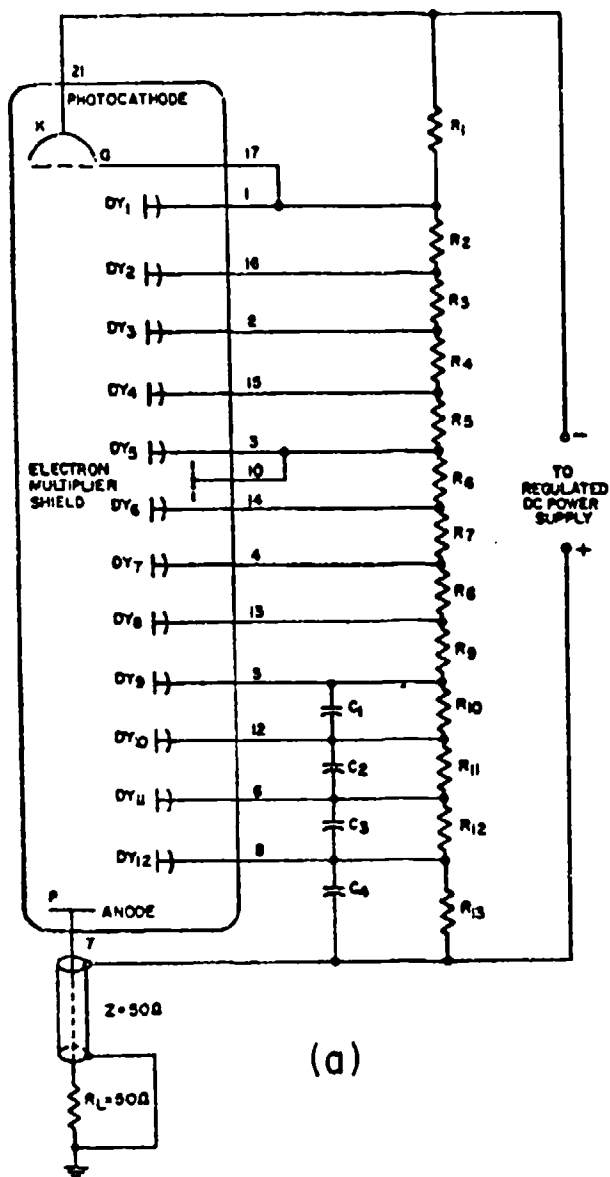 21
PHOTOCATHODE
K
G
17
R1
DY1
1
R2
DY2
16
R3
DY3
2
R4
DY4
15
R5
DY5
3
ELECTRON
MULTIPLIER
SHIELD
10
R6
DY6
14
R7
DY7
4
R8
DY8
13
R9
DY9
5
C1
R10
DY10
12
C2
R11
DY11
6
C3
R12
DY12
8
C4
R13
P
ANODE
7
Z=50Ω
RL=50Ω
(a)
-
TO
REGULATED
DC POWER
SUPPLY
+